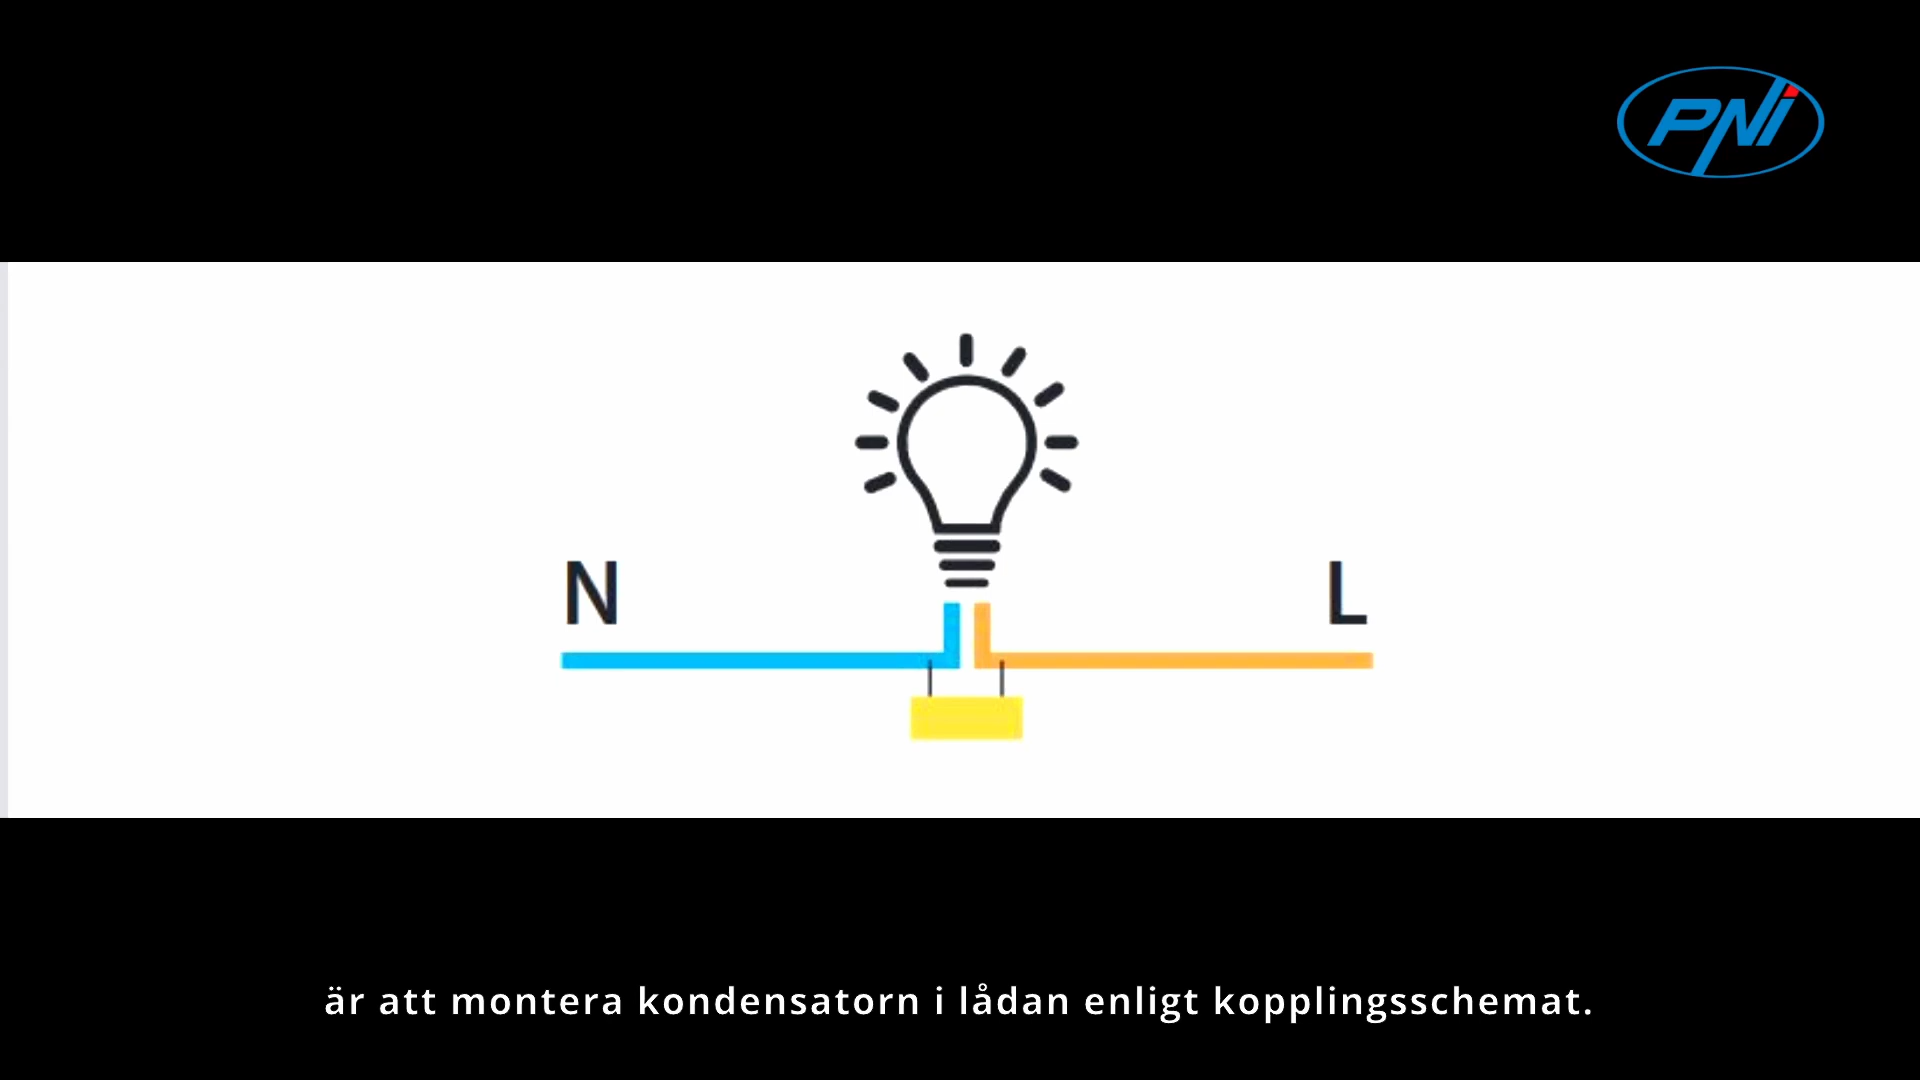 PNI
N
L
är att montera kondensatorn i lådan enligt kopplingsschemat.